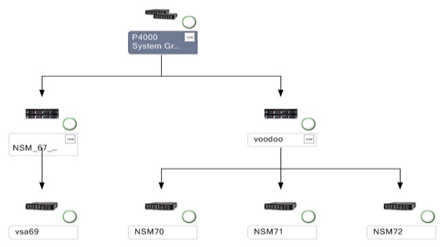 P4000
System Gr...
NSM_67_...
voodoo
vsa69
NSM70
NSM71
NSM72